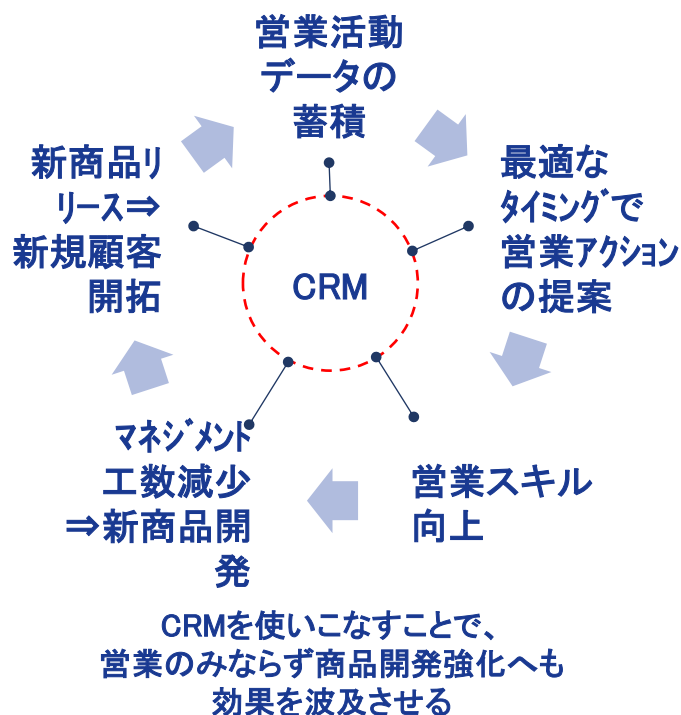 営業活動
データの
蓄積
最適な
ﾀｲﾐﾝｸﾞで
営業ｱｸｼｮﾝ
の提案
営業スキル
向上
ﾏﾈｼﾞﾒﾝﾄ
工数減少
⇒新商品開
発
新商品リ
ﾘｰｽ⇒
新規顧客
開拓
CRM
CRMを使いこなすことで、
営業のみならず商品開発強化へも
効果を波及させる